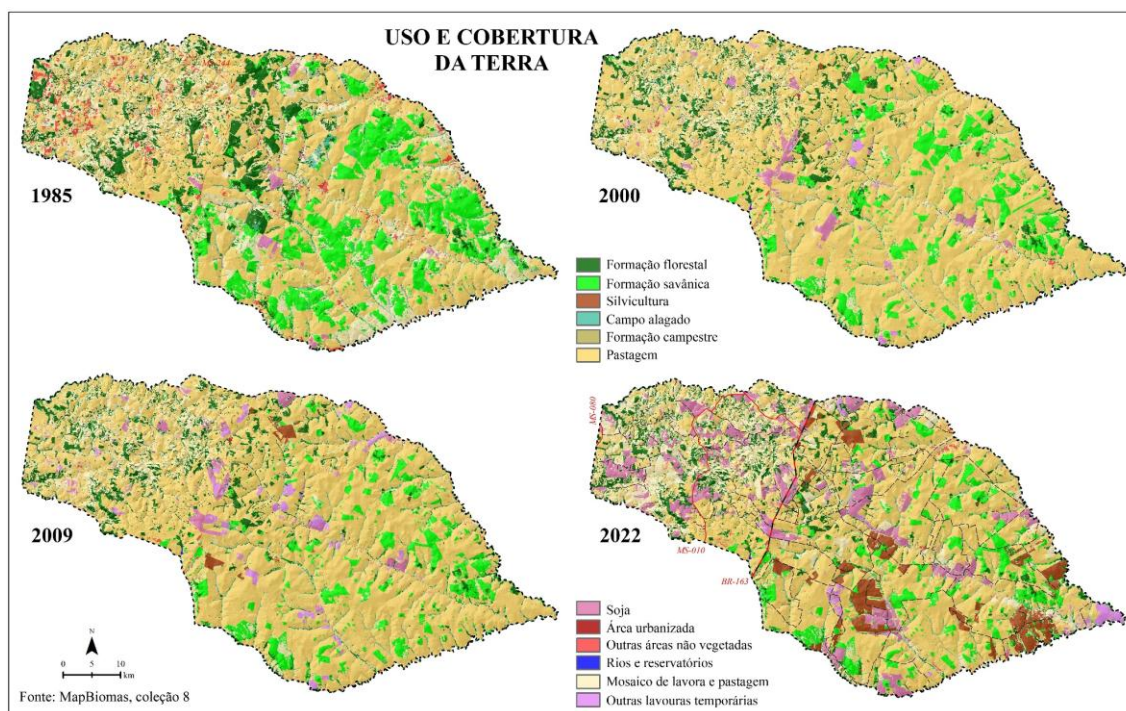 USO E COBERTURA
DA TERRA
1985
2000
Formação florestal
Formação savânica
Silvicultura
Campo alagado
Formação campestre
Pastagem
2009
2022
MS-080
MS-010
BR-163
Soja
Área urbanizada
Outras áreas não vegetadas
Rios e reservatórios
Mosaico de lavora e pastagem
Outras lavouras temporárias
N
0 5 10
km
Fonte: MapBiomas, coleção 8